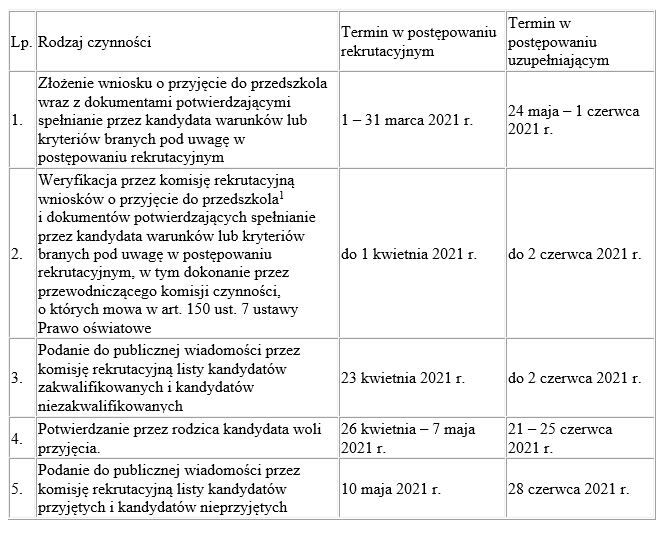 Lp.
Rodzaj czynności
Termin w postępowaniu
rekrutacyjnym
Termin w
postępowaniu
uzupełniającym
1.
Złożenie wniosku o przyjęcie do przedszkola
wraz z dokumentami potwierdzającymi
spełnianie przez kandydata warunków lub
kryteriów branych pod uwagę w
postępowaniu rekrutacyjnym
1 – 31 marca 2021 r.
24 maja – 1 czerwca
2021 r.
2.
Weryfikacja przez komisję rekrutacyjną
wniosków o przyjęcie do przedszkola¹
i dokumentów potwierdzających spełnianie
przez kandydata warunków lub kryteriów
branych pod uwagę w postępowaniu
rekrutacyjnym, w tym dokonanie przez
przewodniczącego komisji czynności,
o których mowa w art. 150 ust. 7 ustawy
Prawo oświatowe
do 1 kwietnia 2021 r.
do 2 czerwca 2021 r.
3.
Podanie do publicznej wiadomości przez
komisję rekrutacyjną listy kandydatów
zakwalifikowanych i kandydatów
niezakwalifikowanych
23 kwietnia 2021 r.
do 2 czerwca 2021 r.
4.
Potwierdzanie przez rodzica kandydata woli
przyjęcia.
26 kwietnia – 7 maja
2021 r.
21 – 25 czerwca
2021 r.
5.
Podanie do publicznej wiadomości przez
komisję rekrutacyjną listy kandydatów
przyjętych i kandydatów nieprzyjętych
10 maja 2021 r.
28 czerwca 2021 r.